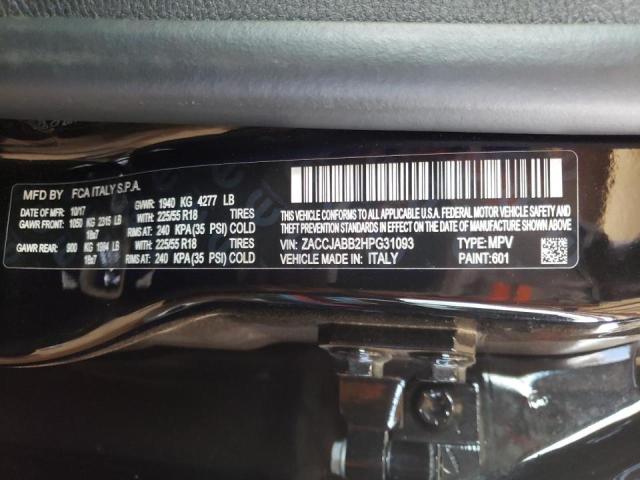 MFD BY FCA ITALY S.P.A.
DATE OF MFD: 10/17 GVWR: 1940 KG 4277 LB
GAWR FRONT: 1050 KG 2315 LB WITH 225/55 R18 TIRES
18x7 RIMS AT: 240 KPA(35 PSI) COLD
GAWR REAR: 900 KG 1984 LB WITH 225/55 R18 TIRES
18x7 RIMS AT: 240 KPA(35 PSI) COLD
THIS VEHICLE CONFORMS TO ALL APPLICABLE U.S.A. FEDERAL MOTOR VEHICLE SAFETY, BUMPER AND
THEFT PREVENTION STANDARDS IN EFFECT ON THE DATE OF MANUFACTURE SHOWN ABOVE.
VIN: ZACCJABB2HPG31093 TYPE: MPV
VEHICLE MADE IN: ITALY PAINT:601